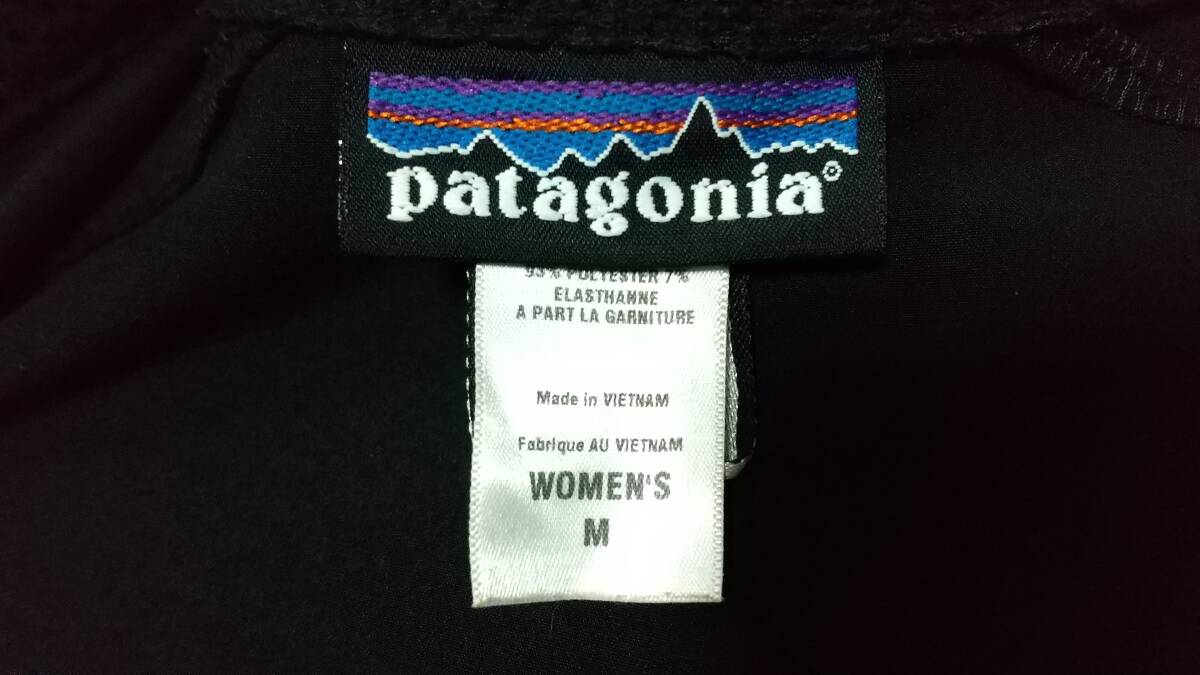 patagonia®
93% POLYESTER 7%
ELASTHANNE
A PART LA GARNITURE
Made in VIETNAM
Fabrique AU VIETNAM
WOMEN'S
M